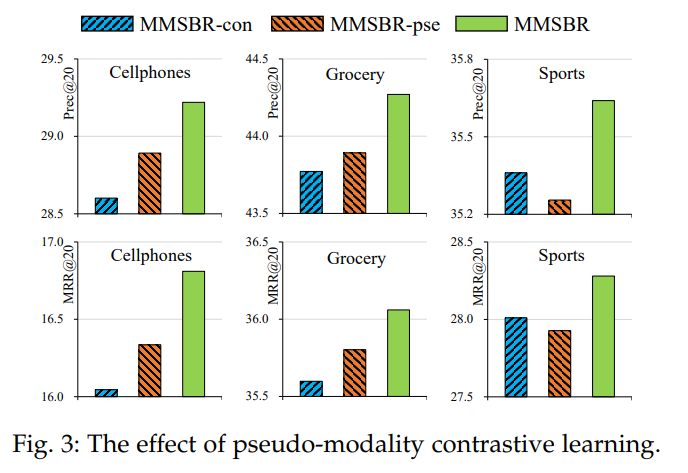 MMSBR-con MMSBR-pse MMSBR
Cellphones
Prec@20
29.5
29.0
28.5
Grocery
Prec@20
44.5
44.0
43.5
Sports
Prec@20
35.8
35.5
35.2
Cellphones
MRR@20
17.0
16.5
16.0
Grocery
MRR@20
36.5
36.0
35.5
Sports
MRR@20
28.5
28.0
27.5
Fig. 3: The effect of pseudo-modality contrastive learning.